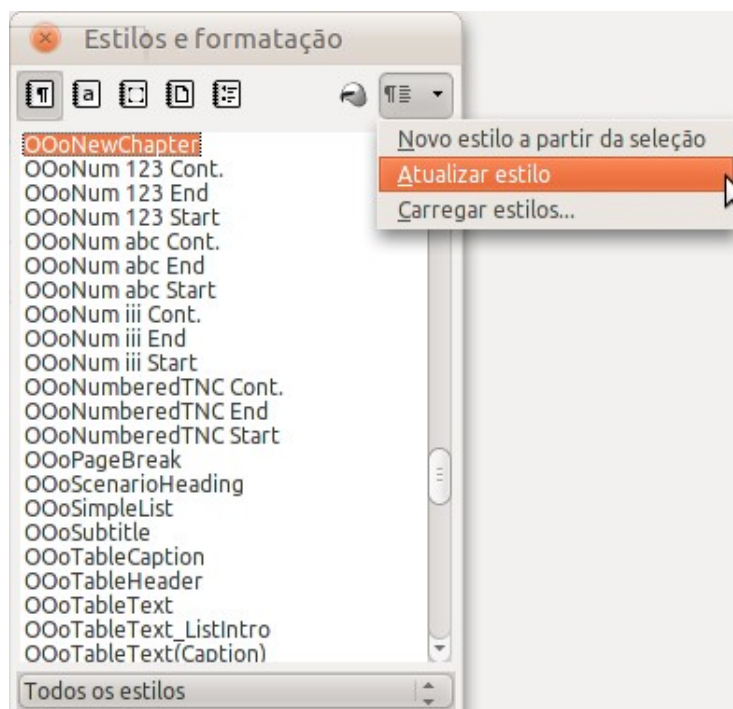 Estilos e formatação
Novo estilo a partir da seleção
Atualizar estilo
Carregar estilos...
OOoNewChapter
OOoNum 123 Cont.
OOoNum 123 End
OOoNum 123 Start
OOoNum abc Cont.
OOoNum abc End
OOoNum abc Start
OOoNum iii Cont.
OOoNum iii End
OOoNum iii Start
OOoNumberedTNC Cont.
OOoNumberedTNC End
OOoNumberedTNC Start
OOoPageBreak
OOoScenarioHeading
OOoSimpleList
OOoSubtitle
OOoTableCaption
OOoTableHeader
OOoTableText
OOoTableText_ListIntro
OOoTableText(Caption)
Todos os estilos